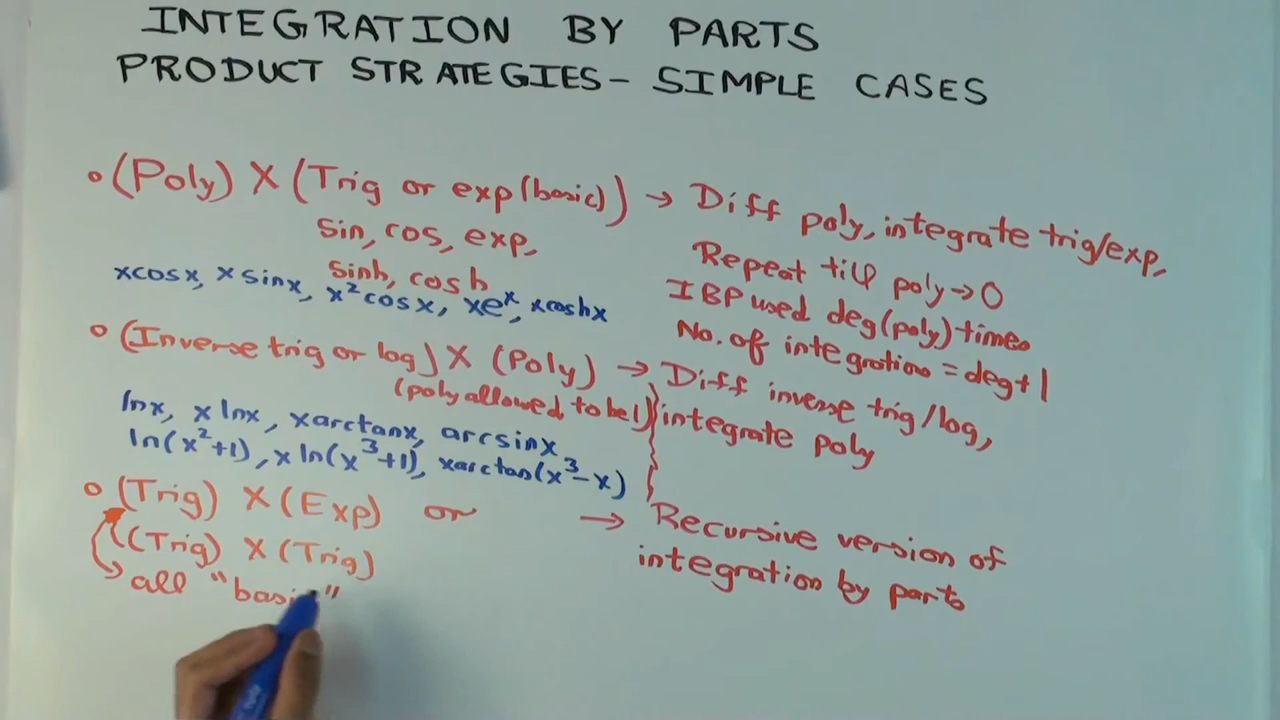 INTEGRATION BY PARTS
PRODUCT STRATEGIES - SIMPLE CASES
o (Poly) X (Trig or exp(basic)) → Diff poly, integrate trig/exp,
sin, cos, exp,
sinh, cosh
Repeat till poly → 0
xcosx, xsinx, x²cosx, xeˣ, xcoshx
IBP used deg(poly) times
No. of integrations = deg+1
o (Inverse trig or log) X (Poly) → Diff inverse trig/log,
(poly allowed to be 1)
integrate poly
lnx, xlnx, xarctanx, arcsinx
ln(x²+1), xln(x³+1), xarctan(x³-x)
o (Trig) X (Exp) or → Recursive version of
integration by parts
((Trig) X (Trig)
all "basic"